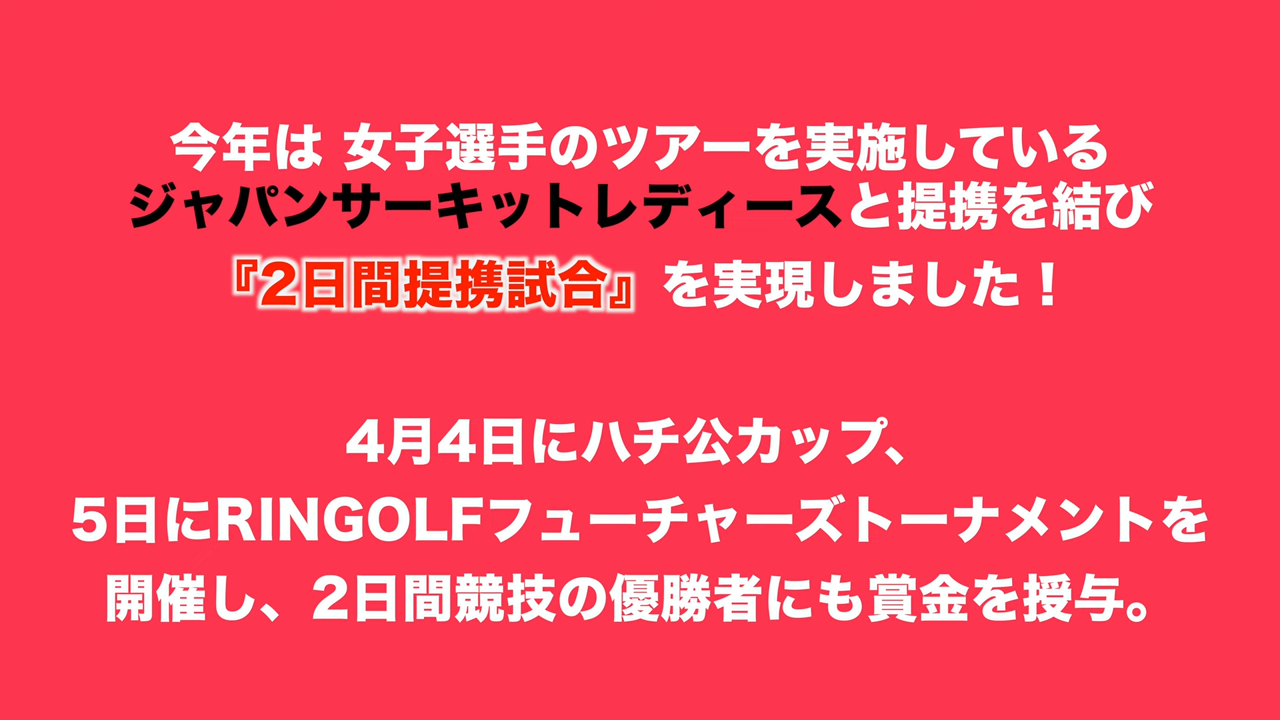 今年は 女子選手のツアーを実施している
ジャパンサーキットレディースと提携を結び
『2日間提携試合』を実現しました！
4月4日にハチ公カップ、
5日にRINGOLFフューチャーズトーナメントを
開催し、2日間競技の優勝者にも賞金を授与。